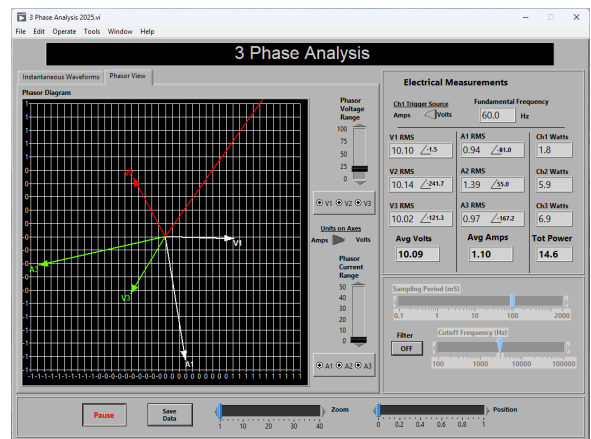 3 Phase Analysis 2025.vi
File Edit Operate Tools Window Help
3 Phase Analysis
Instantaneous Waveforms
Phasor View
Phasor Diagram
V2
V1
A3
V3
A1
Phasor
Voltage
Range
100
75
50
25
0
V1 V2 V3
Units on Axes
Amps Volts
Phasor
Current
Range
50
40
30
20
10
0
A1 A2 A3
Electrical Measurements
Ch1 Trigger Source
Amps Volts
Fundamental Frequency
60.0 Hz
V1 RMS A1 RMS Ch1 Watts
10.10 -1.5 0.94 -81.0 1.8
V2 RMS A2 RMS Ch2 Watts
10.14 -241.7 1.39 55.0 5.9
V3 RMS A3 RMS Ch3 Watts
10.02 -121.3 0.97 -167.2 6.9
Avg Volts Avg Amps Tot Power
10.09 1.10 14.6
Sampling Period (mS)
0.1 1 10 100 2000
Filter
OFF
Cutoff Frequency (Hz)
100 1000 10000 100000
Pause
Save
Data
Zoom
1 10 20 30 40
Position
0 0.2 0.4 0.6 0.8 1